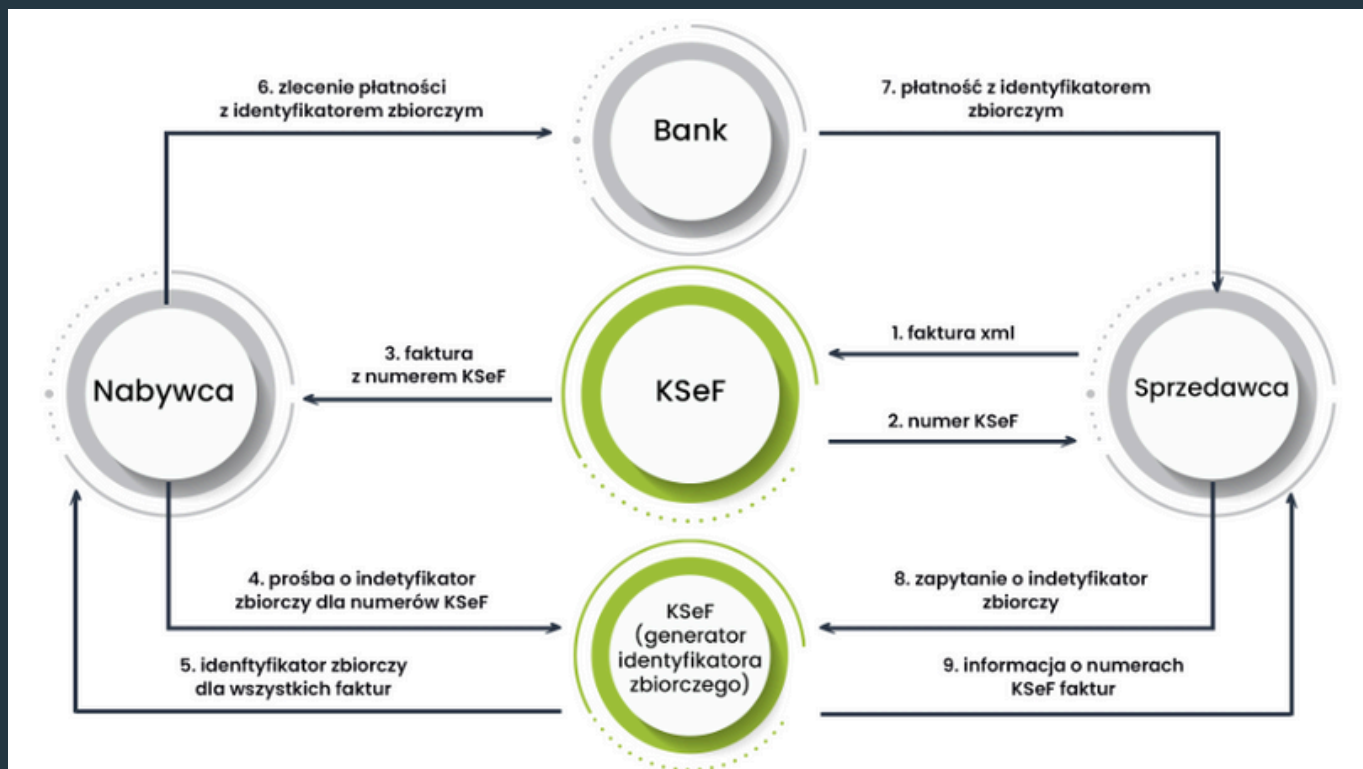 6. zlecenie płatności
z identyfikatorem zbiorczym
Bank
7. płatność z identyfikatorem
zbiorczym
Nabywca
3. faktura
z numerem KSeF
KSeF
1. faktura xml
2. numer KSeF
Sprzedawca
4. prośba o indetyfikator
zbiorczy dla numerów KSeF
5. idenftyfikator zbiorczy
dla wszystkich faktur
KSeF
(generator
identyfikatora
zbiorczego)
8. zapytanie o indetyfikator
zbiorczy
9. informacja o numerach
KSeF faktur